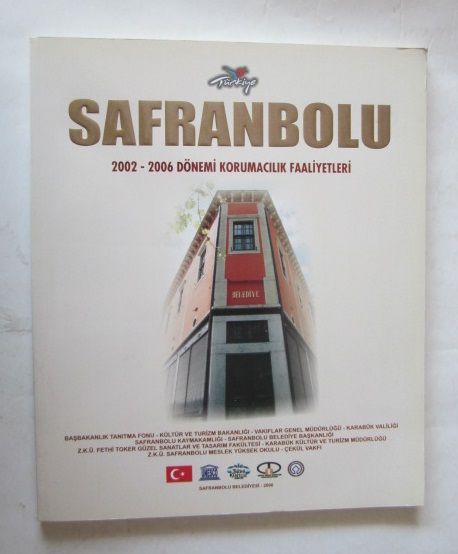 Türkiye
SAFRANBOLU
2002 - 2006 DÖNEMİ KORUMACILIK FAALİYETLERİ
BELEDİYE
BAŞBAKANLIK TANITMA FONU - KÜLTÜR VE TURİZM BAKANLIĞI - VAKIFLAR GENEL MÜDÜRLÜĞÜ - KARABÜK VALİLİĞİ
SAFRANBOLU KAYMAKAMLIĞI - SAFRANBOLU BELEDİYE BAŞKANLIĞI
Z.K.Ü. FETHİ TOKER GÜZEL SANATLAR VE TASARIM FAKÜLTESİ - KARABÜK KÜLTÜR VE TURİZM MÜDÜRLÜĞÜ
Z.K.Ü. SAFRANBOLU MESLEK YÜKSEK OKULU - ÇEKÜL VAKFI
UNESCO
SAFRANBOLU BELEDİYESİ - 2006